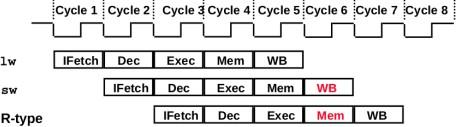 Cycle 1 Cycle 2 Cycle 3 Cycle 4 Cycle 5 Cycle 6 Cycle 7 Cycle 8
lw IFetch Dec Exec Mem WB
sw IFetch Dec Exec Mem WB
R-type IFetch Dec Exec Mem WB